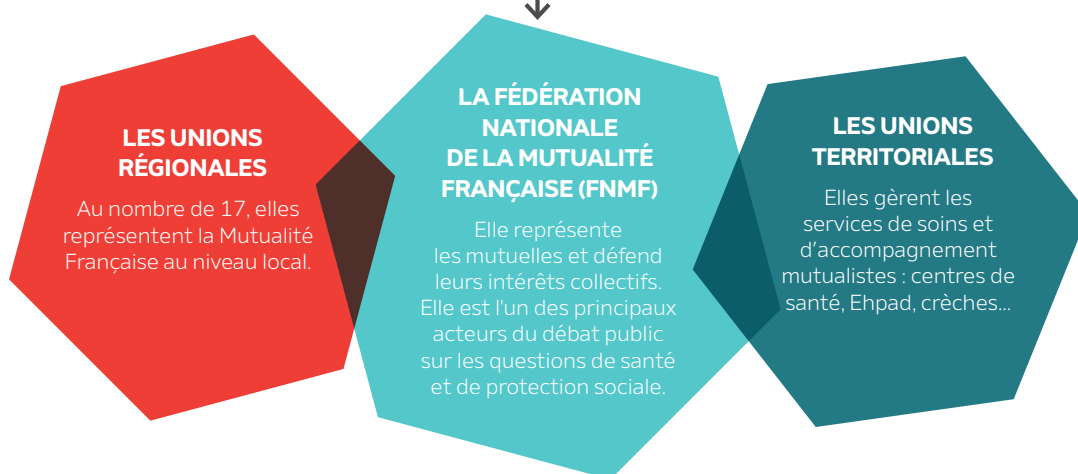 LES UNIONS
RÉGIONALES
Au nombre de 17, elles
représentent la Mutualité
Française au niveau local.
LA FÉDÉRATION
NATIONALE
DE LA MUTUALITÉ
FRANÇAISE (FNMF)
Elle représente
les mutuelles et défend
leurs intérêts collectifs.
Elle est l'un des principaux
acteurs du débat public
sur les questions de santé
et de protection sociale.
LES UNIONS
TERRITORIALES
Elles gèrent les
services de soins et
d’accompagnement
mutualistes : centres de
santé, Ehpad, crèches...